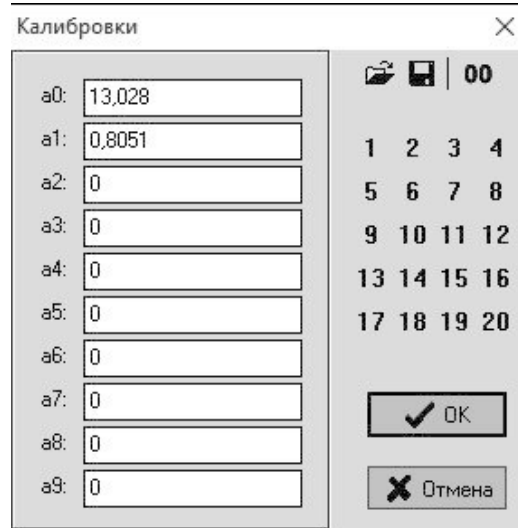 Калибровки
a0: 13,028
a1: 0,8051
a2: 0
a3: 0
a4: 0
a5: 0
a6: 0
a7: 0
a8: 0
a9: 0
00
1 2 3 4
5 6 7 8
9 10 11 12
13 14 15 16
17 18 19 20
OK
Отмена